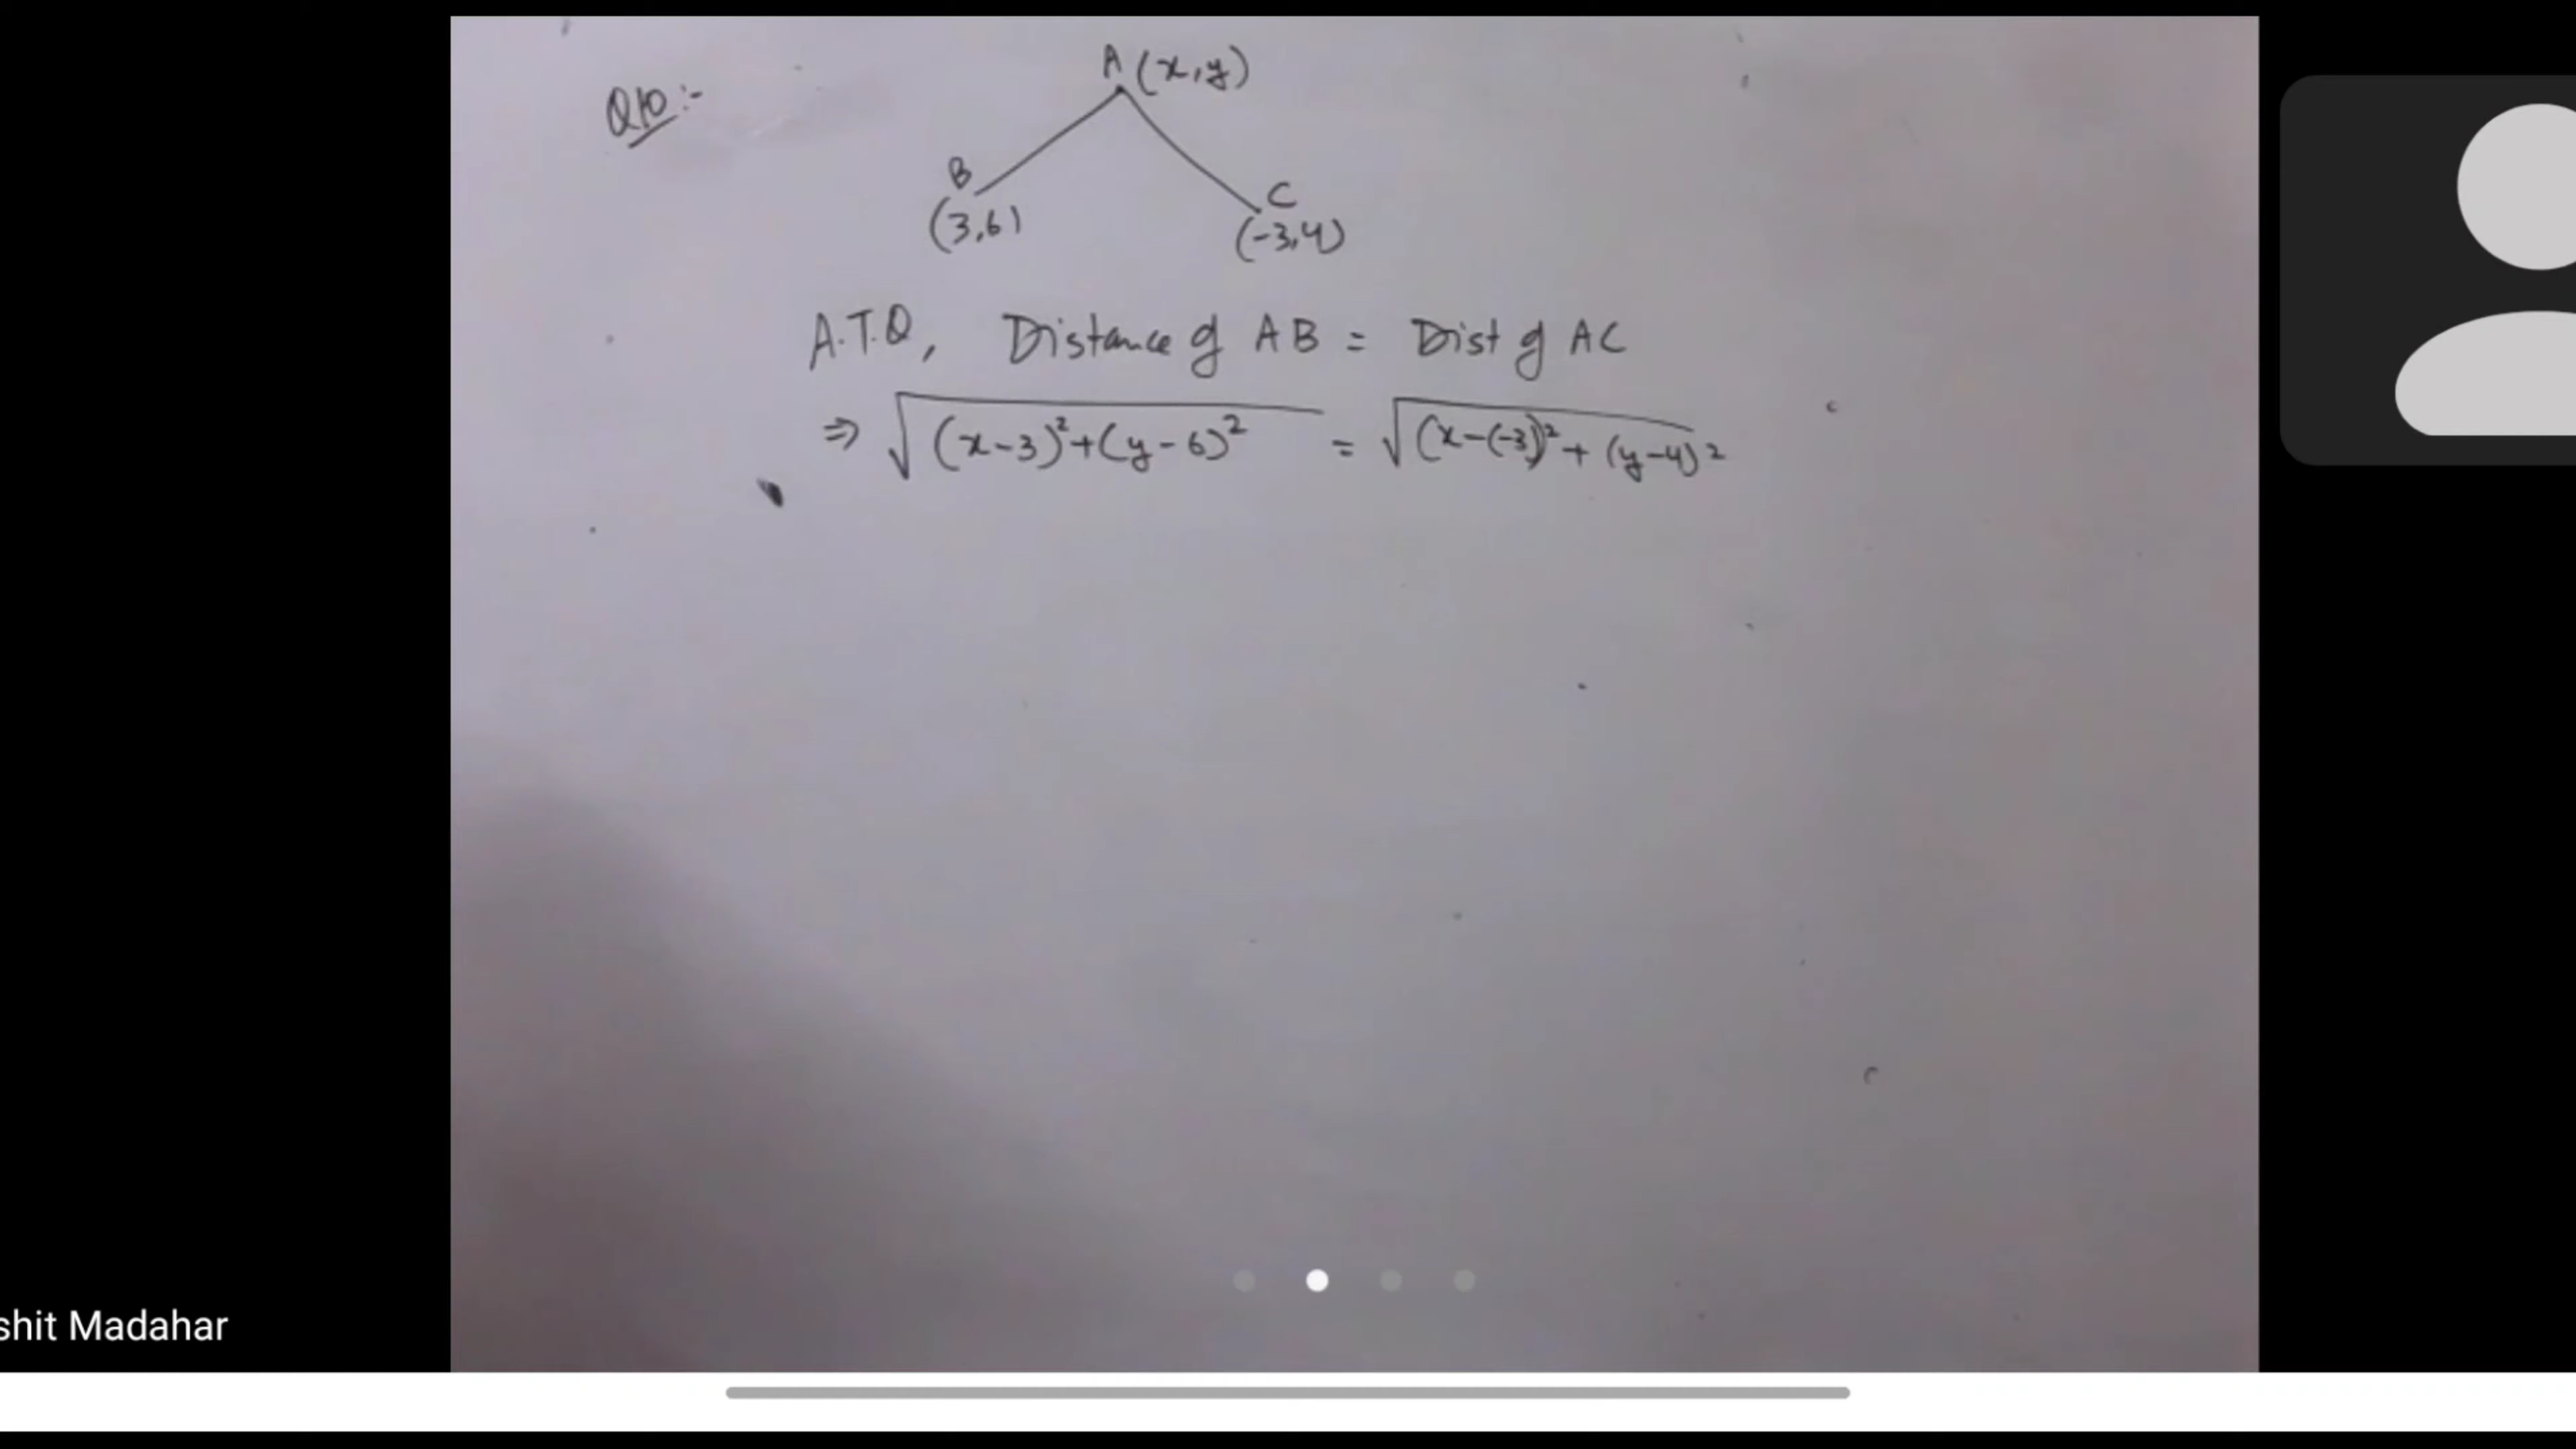 Q10:-
A (x,y)
B
(3,6)
C
(-3,4)
A.T.Q, Distance of AB = Dist of AC
⇒ √(x-3)²+(y-6)² = √(x-(-3))²+(y-4)²
shit Madahar